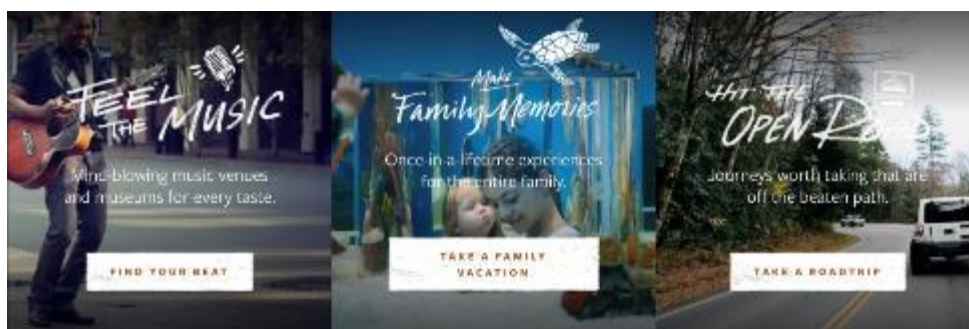 FEEL
THE MUSIC
Mind-blowing music venues
and museums for every taste.
FIND YOUR BEAT
Make
Family Memories
Once-in-a-lifetime experiences
for the entire family.
TAKE A FAMILY
VACATION
HIT THE
OPEN ROAD
Journeys worth taking that are
off the beaten path.
TAKE A ROADTRIP